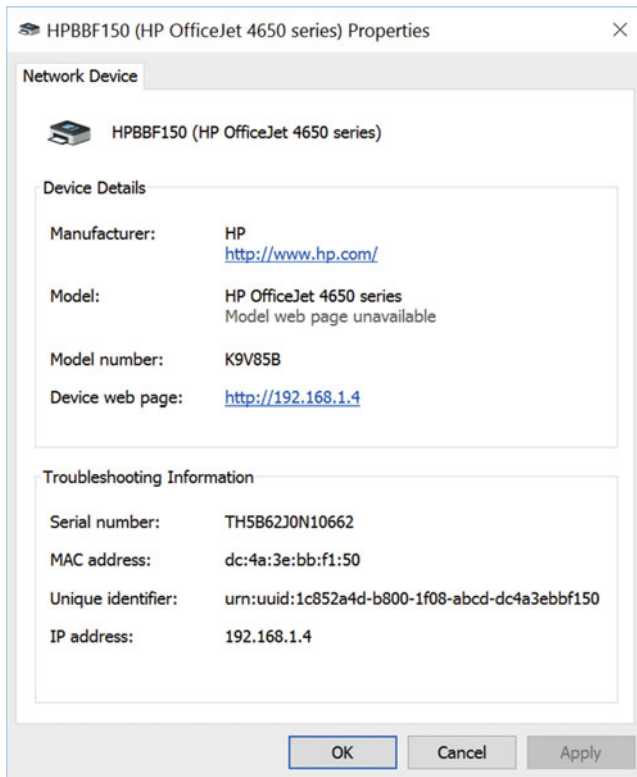 HPBBF150 (HP OfficeJet 4650 series) Properties
Network Device
HPBBF150 (HP OfficeJet 4650 series)
Device Details
Manufacturer: HP
http://www.hp.com/
Model: HP OfficeJet 4650 series
Model web page unavailable
Model number: K9V85B
Device web page: http://192.168.1.4
Troubleshooting Information
Serial number: TH5B62J0N10662
MAC address: dc:4a:3e:bb:f1:50
Unique identifier: urn:uuid:1c852a4d-b800-1f08-abcd-dc4a3ebbf150
IP address: 192.168.1.4
OK Cancel Apply